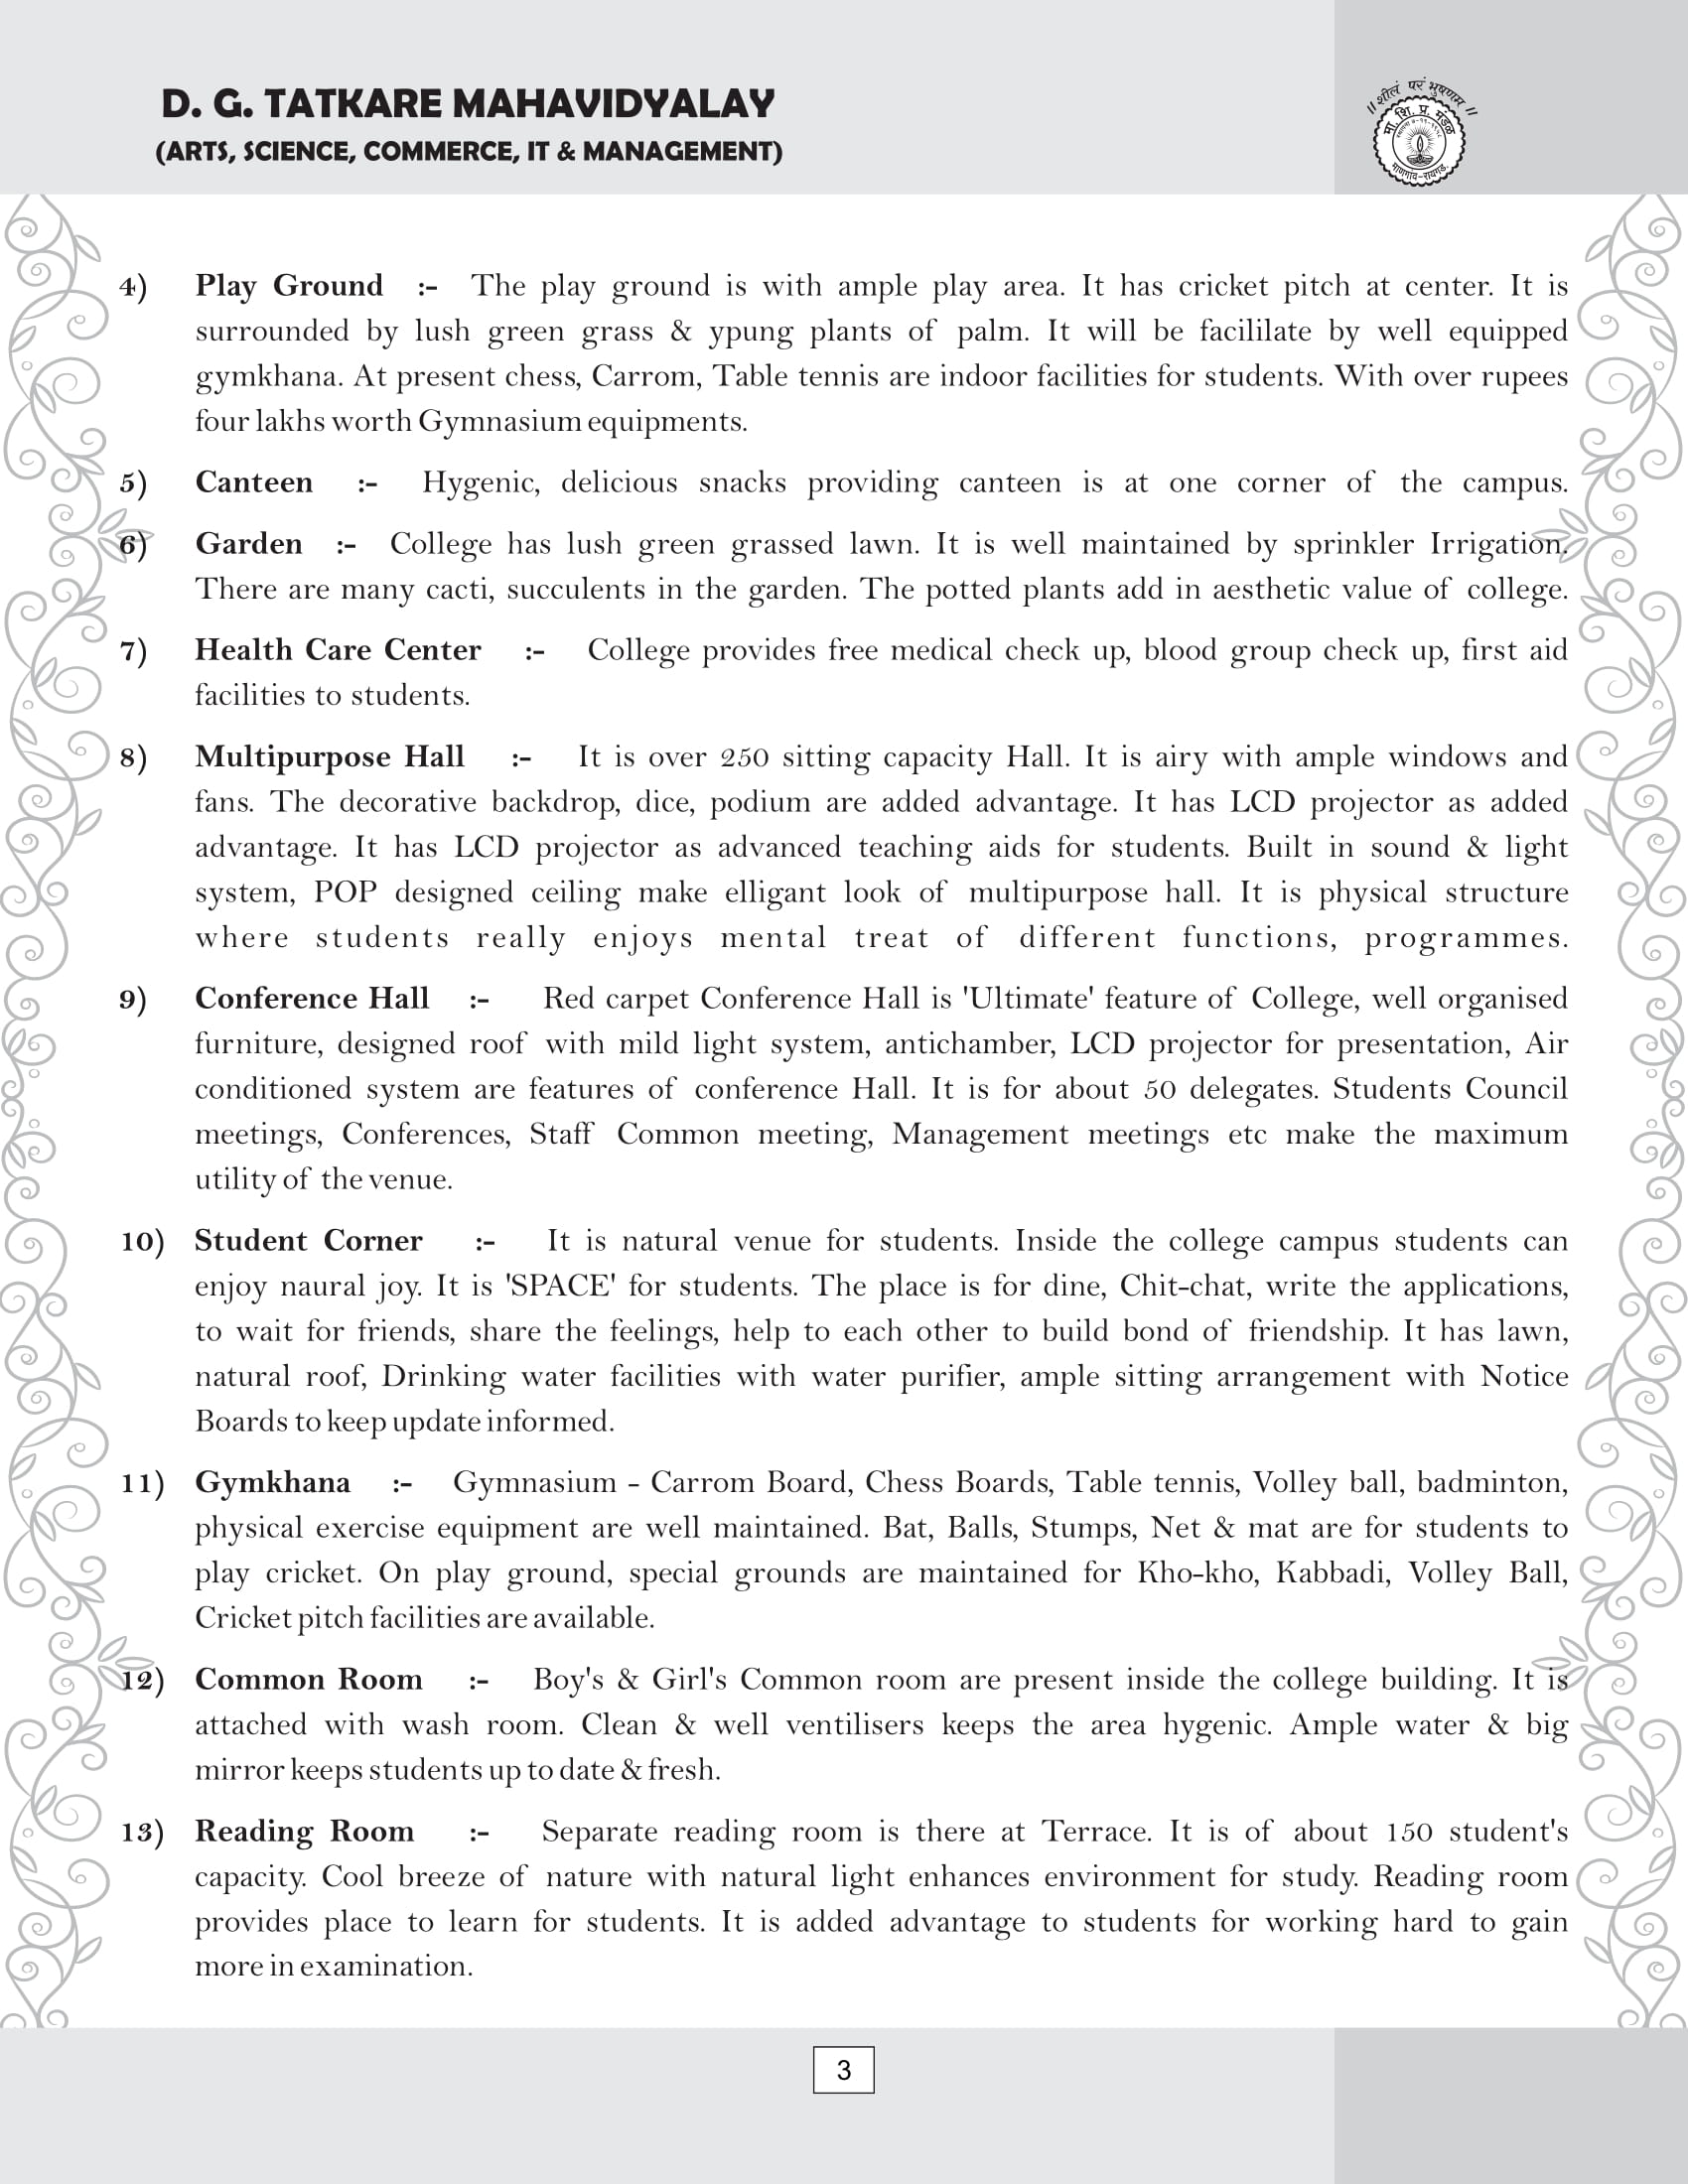 D. G. TATKARE MAHAVIDYALAY
(ARTS, SCIENCE, COMMERCE, IT & MANAGEMENT)
॥ शीलं परं भुषणम ॥
मा. शि. प्र. मंडळ
माणगांव-रायगड.
4) Play Ground :- The play ground is with ample play area. It has cricket pitch at center. It is
surrounded by lush green grass & ypung plants of palm. It will be facililate by well equipped
gymkhana. At present chess, Carrom, Table tennis are indoor facilities for students. With over rupees
four lakhs worth Gymnasium equipments.
5) Canteen :- Hygenic, delicious snacks providing canteen is at one corner of the campus.
6) Garden :- College has lush green grassed lawn. It is well maintained by sprinkler Irrigation.
There are many cacti, succulents in the garden. The potted plants add in aesthetic value of college.
7) Health Care Center :- College provides free medical check up, blood group check up, first aid
facilities to students.
8) Multipurpose Hall :- It is over 250 sitting capacity Hall. It is airy with ample windows and
fans. The decorative backdrop, dice, podium are added advantage. It has LCD projector as added
advantage. It has LCD projector as advanced teaching aids for students. Built in sound & light
system, POP designed ceiling make elligant look of multipurpose hall. It is physical structure
where students really enjoys mental treat of different functions, programmes.
9) Conference Hall :- Red carpet Conference Hall is 'Ultimate' feature of College, well organised
furniture, designed roof with mild light system, antichamber, LCD projector for presentation, Air
conditioned system are features of conference Hall. It is for about 50 delegates. Students Council
meetings, Conferences, Staff Common meeting, Management meetings etc make the maximum
utility of the venue.
10) Student Corner :- It is natural venue for students. Inside the college campus students can
enjoy naural joy. It is 'SPACE' for students. The place is for dine, Chit-chat, write the applications,
to wait for friends, share the feelings, help to each other to build bond of friendship. It has lawn,
natural roof, Drinking water facilities with water purifier, ample sitting arrangement with Notice
Boards to keep update informed.
11) Gymkhana :- Gymnasium - Carrom Board, Chess Boards, Table tennis, Volley ball, badminton,
physical exercise equipment are well maintained. Bat, Balls, Stumps, Net & mat are for students to
play cricket. On play ground, special grounds are maintained for Kho-kho, Kabbadi, Volley Ball,
Cricket pitch facilities are available.
12) Common Room :- Boy's & Girl's Common room are present inside the college building. It is
attached with wash room. Clean & well ventilisers keeps the area hygenic. Ample water & big
mirror keeps students up to date & fresh.
13) Reading Room :- Separate reading room is there at Terrace. It is of about 150 student's
capacity. Cool breeze of nature with natural light enhances environment for study. Reading room
provides place to learn for students. It is added advantage to students for working hard to gain
more in examination.
3